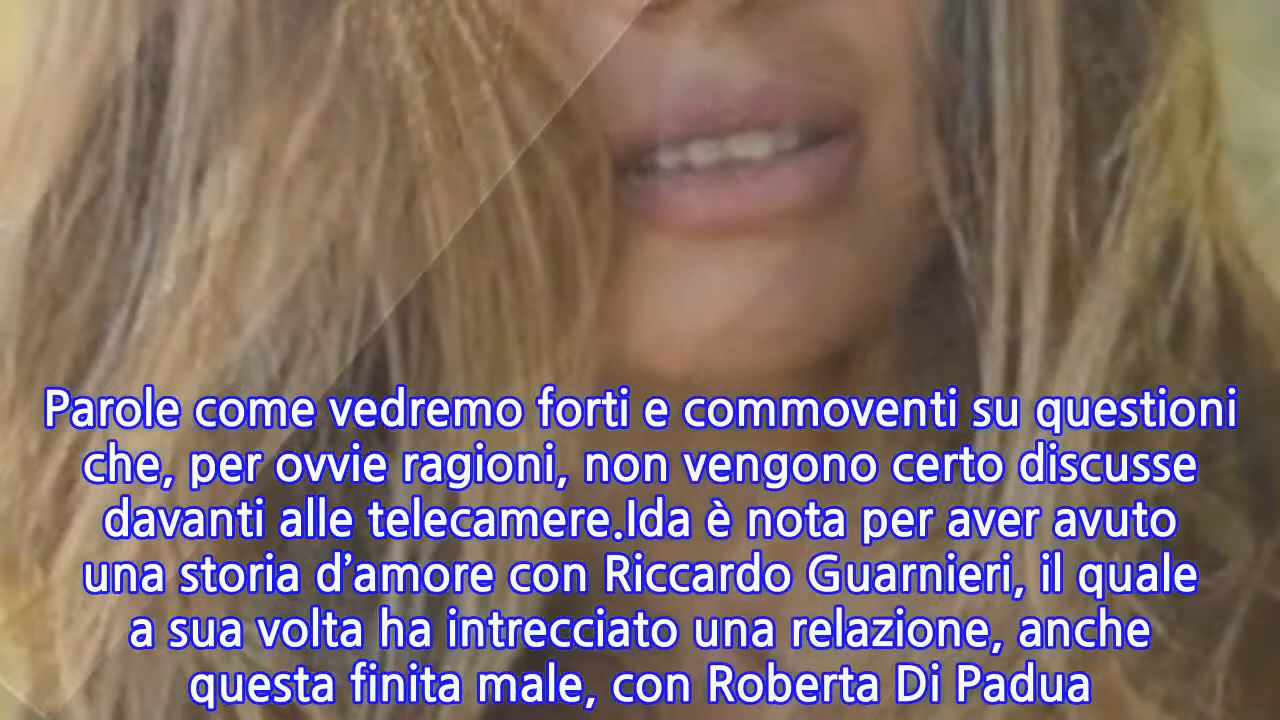 Parole come vedremo forti e commoventi su questioni
che, per ovvie ragioni, non vengono certo discusse
davanti alle telecamere.Ida è nota per aver avuto
una storia d’amore con Riccardo Guarnieri, il quale
a sua volta ha intrecciato una relazione, anche
questa finita male, con Roberta Di Padua